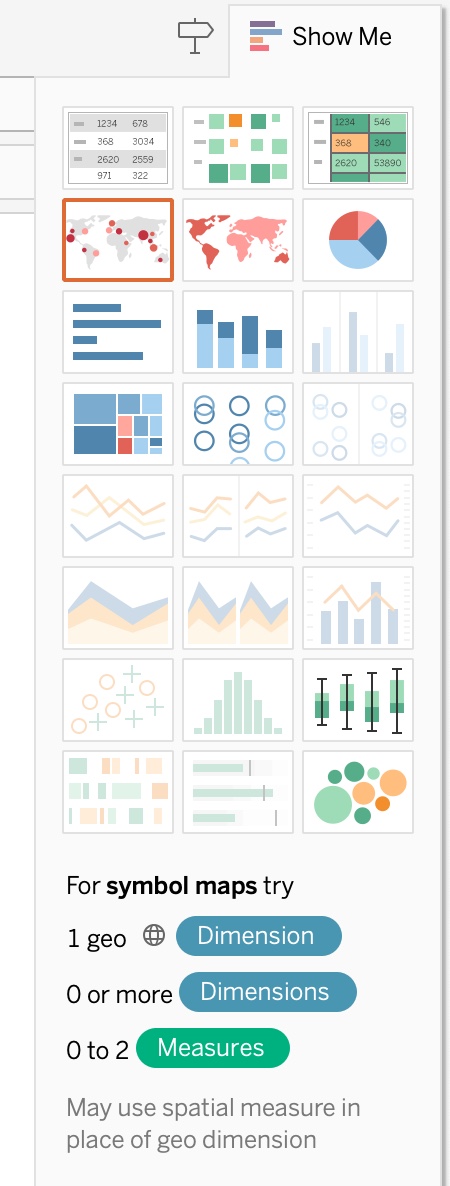 Show Me
1234 678
368 3034
2620 2559
971 322
1234 546
368 340
2620 53890
For symbol maps try
1 geo Dimension
0 or more Dimensions
0 to 2 Measures
May use spatial measure in
place of geo dimension